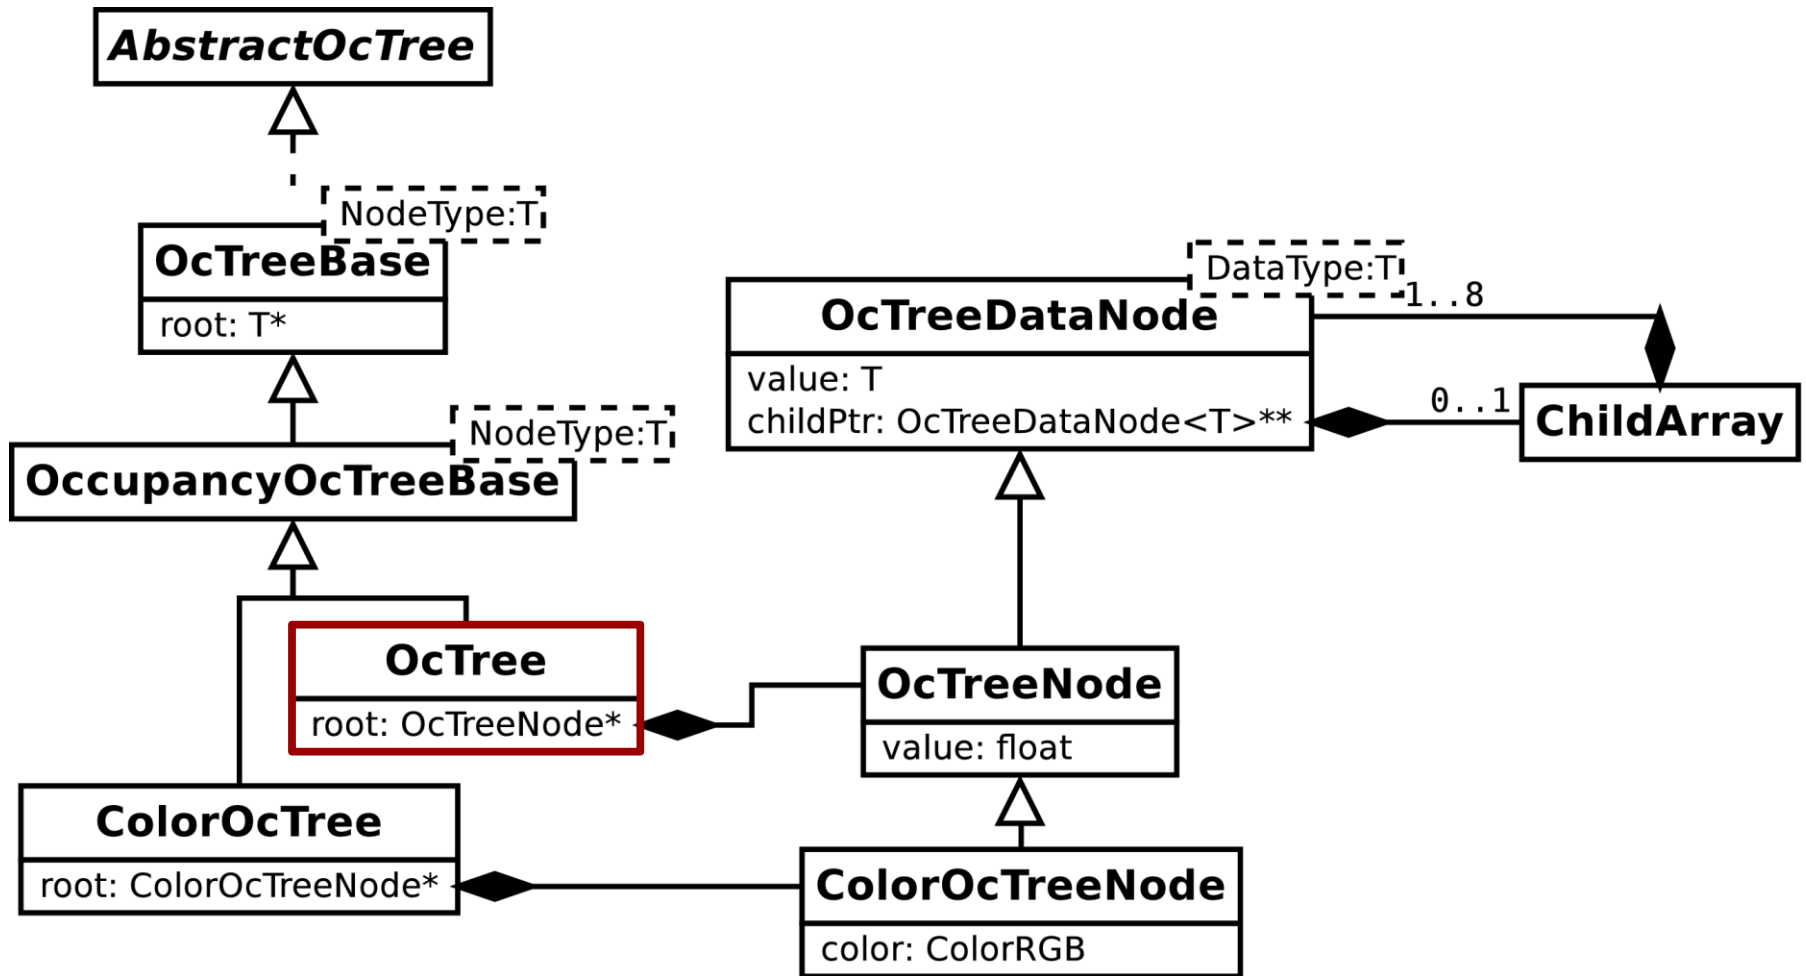 AbstractOcTree
NodeType:T
OcTreeBase
root: T*
NodeType:T
OccupancyOcTreeBase
OcTree
root: OcTreeNode*
ColorOcTree
root: ColorOcTreeNode*
DataType:T
1..8
OcTreeDataNode
value: T
childPtr: OcTreeDataNode<T>**
0..1
ChildArray
OcTreeNode
value: float
ColorOcTreeNode
color: ColorRGB